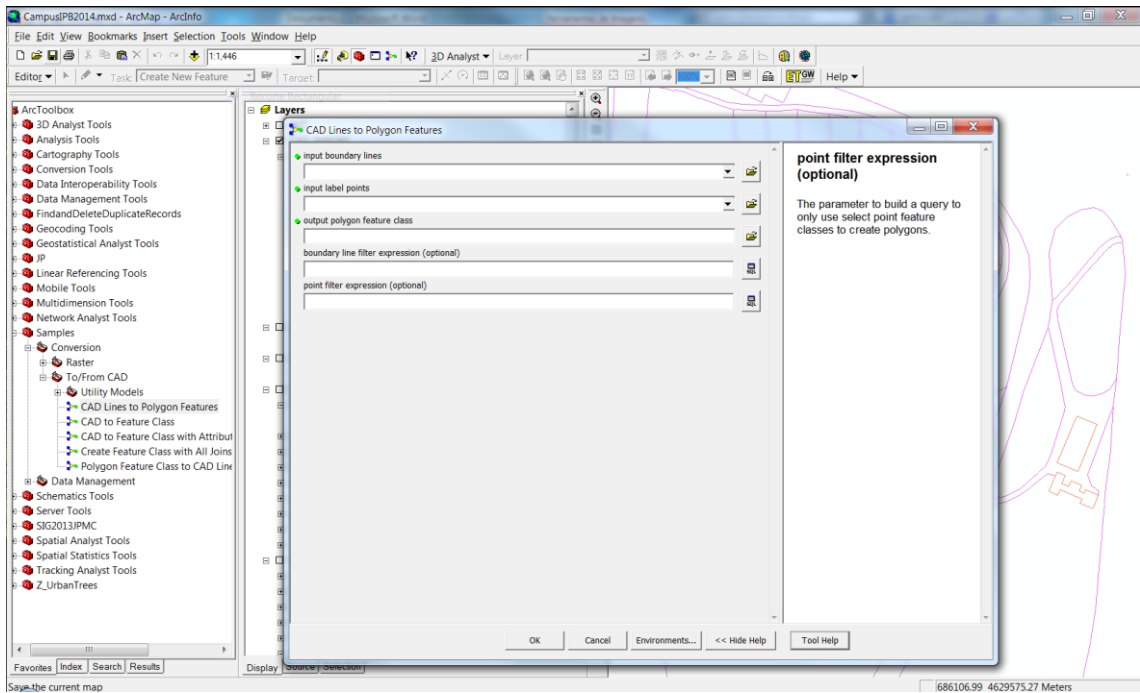 CampusIPB2014.mxd - ArcMap - ArcInfo
File Edit View Bookmarks Insert Selection Tools Window Help
1:1,446
3D Analyst
Layer:
Editor
Task: Create New Feature
Target:
100%
ET GW
Help
ArcToolbox
3D Analyst Tools
Analysis Tools
Cartography Tools
Conversion Tools
Data Interoperability Tools
Data Management Tools
FindandDeleteDuplicateRecords
Geocoding Tools
Geostatistical Analyst Tools
JP
Linear Referencing Tools
Mobile Tools
Multidimension Tools
Network Analyst Tools
Samples
Conversion
Raster
To/From CAD
Utility Models
CAD Lines to Polygon Features
CAD to Feature Class
CAD to Feature Class with Attribut
Create Feature Class with All Joins
Polygon Feature Class to CAD Line
Data Management
Schematics Tools
Server Tools
SIG2013JPMC
Spatial Analyst Tools
Spatial Statistics Tools
Tracking Analyst Tools
Z_UrbanTrees
Favorites Index Search Results
Layers
Display Source Selection
CAD Lines to Polygon Features
input boundary lines
input label points
output polygon feature class
boundary line filter expression (optional)
SQL
point filter expression (optional)
SQL
OK
Cancel
Environments...
<< Hide Help
Tool Help
point filter expression
(optional)
The parameter to build a query to
only use select point feature
classes to create polygons.
Save the current map
686106.99 4629575.27 Meters